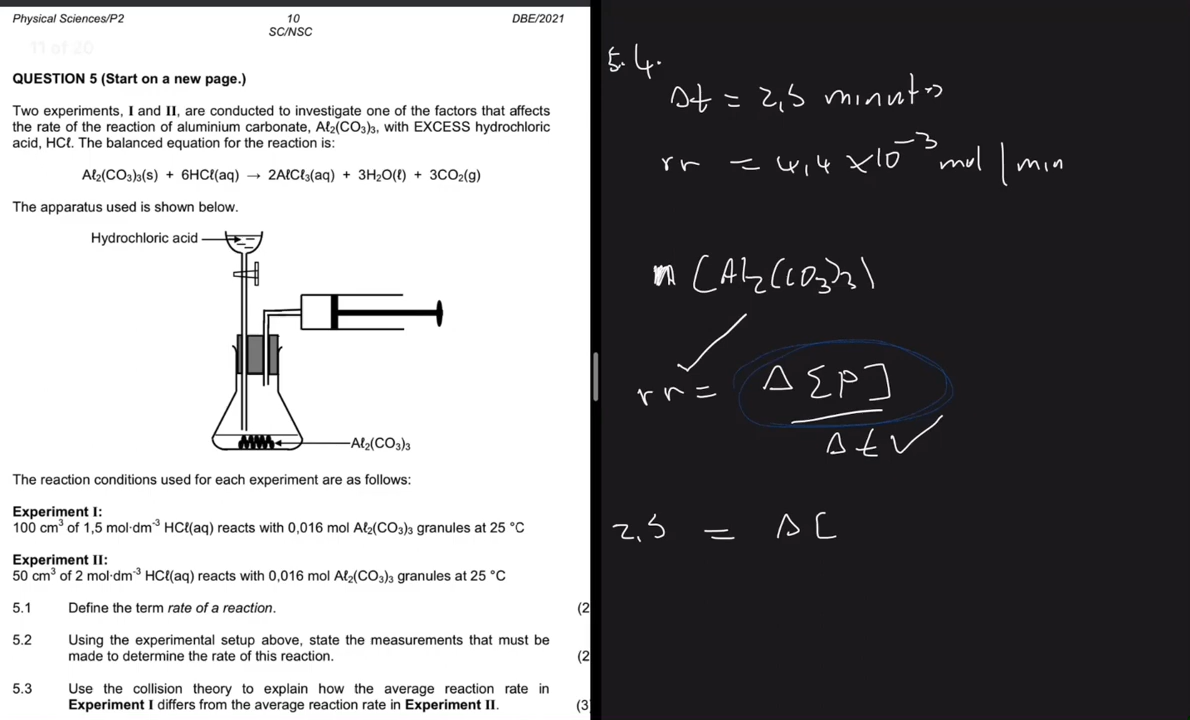 Physical Sciences/P2 10 DBE/2021
SC/NSC
11 of 20
QUESTION 5 (Start on a new page.)
Two experiments, I and II, are conducted to investigate one of the factors that affects
the rate of the reaction of aluminium carbonate, Aℓ₂(CO₃)₃, with EXCESS hydrochloric
acid, HCℓ. The balanced equation for the reaction is:
Aℓ₂(CO₃)₃(s) + 6HCℓ(aq) → 2AℓCℓ₃(aq) + 3H₂O(ℓ) + 3CO₂(g)
The apparatus used is shown below.
Hydrochloric acid
Aℓ₂(CO₃)₃
The reaction conditions used for each experiment are as follows:
Experiment I:
100 cm³ of 1,5 mol·dm⁻³ HCℓ(aq) reacts with 0,016 mol Aℓ₂(CO₃)₃ granules at 25 °C
Experiment II:
50 cm³ of 2 mol·dm⁻³ HCℓ(aq) reacts with 0,016 mol Aℓ₂(CO₃)₃ granules at 25 °C
5.1 Define the term rate of a reaction. (2
5.2 Using the experimental setup above, state the measurements that must be
made to determine the rate of this reaction. (2
5.3 Use the collision theory to explain how the average reaction rate in
Experiment I differs from the average reaction rate in Experiment II. (3
5.4.
Δt = 2,5 minutes
rr = 4,4 ×10⁻³ mol / min
n (Al₂(CO₃)₃)
rr = Δ[P]
Δt
2,5 = Δ[